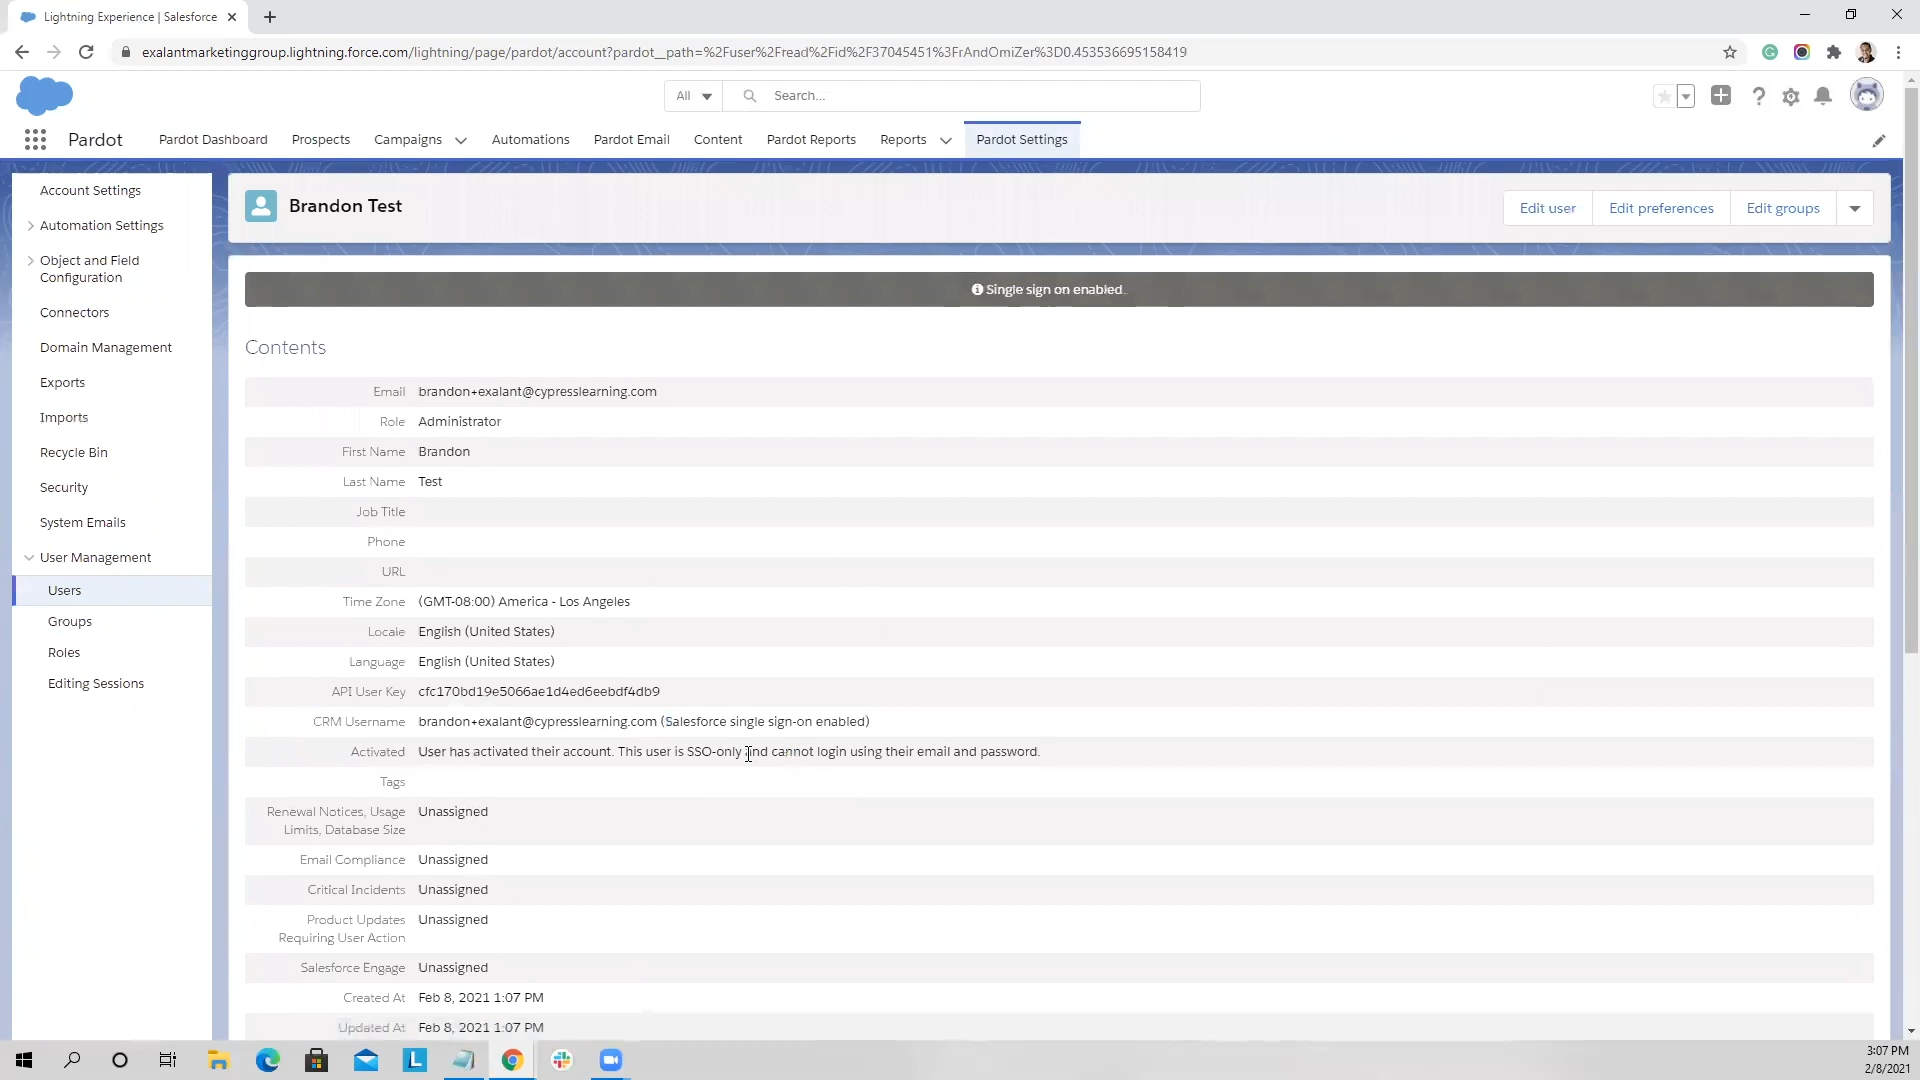 Lightning Experience | Salesforce
exalantmarketinggroup.lightning.force.com/lightning/page/pardot/account?pardot__path=%2Fuser%2Fread%2Fid%2F37045451%3FrAndOmiZer%3D0.453536695158419
All
Search...
Pardot
Pardot Dashboard
Prospects
Campaigns
Automations
Pardot Email
Content
Pardot Reports
Reports
Pardot Settings
Account Settings
Automation Settings
Object and Field
Configuration
Connectors
Domain Management
Exports
Imports
Recycle Bin
Security
System Emails
User Management
Users
Groups
Roles
Editing Sessions
Brandon Test
Edit user
Edit preferences
Edit groups
Single sign on enabled.
Contents
Email brandon+exalant@cypresslearning.com
Role Administrator
First Name Brandon
Last Name Test
Job Title
Phone
URL
Time Zone (GMT-08:00) America - Los Angeles
Locale English (United States)
Language English (United States)
API User Key cfc170bd19e5066ae1d4ed6eebdf4db9
CRM Username brandon+exalant@cypresslearning.com (Salesforce single sign-on enabled)
Activated User has activated their account. This user is SSO-only and cannot login using their email and password.
Tags
Renewal Notices, Usage Unassigned
Limits, Database Size
Email Compliance Unassigned
Critical Incidents Unassigned
Product Updates Unassigned
Requiring User Action
Salesforce Engage Unassigned
Created At Feb 8, 2021 1:07 PM
Updated At Feb 8, 2021 1:07 PM
L
3:07 PM
2/8/2021